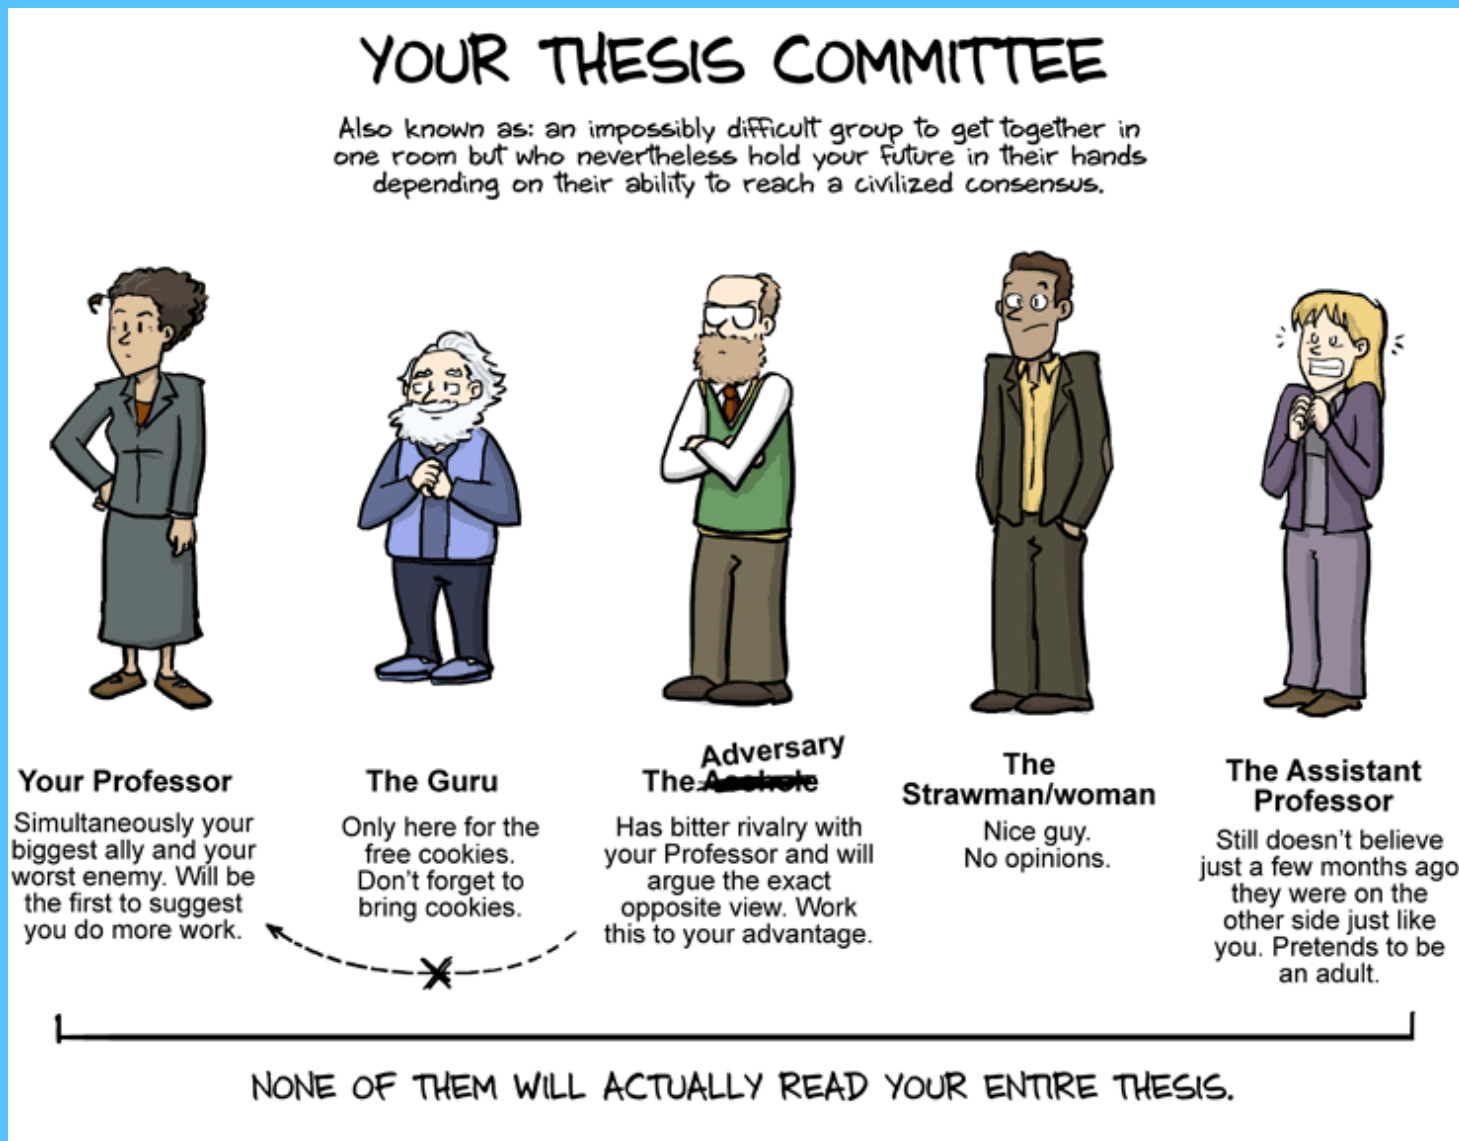 YOUR THESIS COMMITTEE
Also known as: an impossibly difficult group to get together in
one room but who nevertheless hold your future in their hands
depending on their ability to reach a civilized consensus.
Your Professor
Simultaneously your
biggest ally and your
worst enemy. Will be
the first to suggest
you do more work.
The Guru
Only here for the
free cookies.
Don't forget to
bring cookies.
Adversary
The Asshole
Has bitter rivalry with
your Professor and will
argue the exact
opposite view. Work
this to your advantage.
The
Strawman/woman
Nice guy.
No opinions.
The Assistant
Professor
Still doesn't believe
just a few months ago
they were on the
other side just like
you. Pretends to be
an adult.
NONE OF THEM WILL ACTUALLY READ YOUR ENTIRE THESIS.